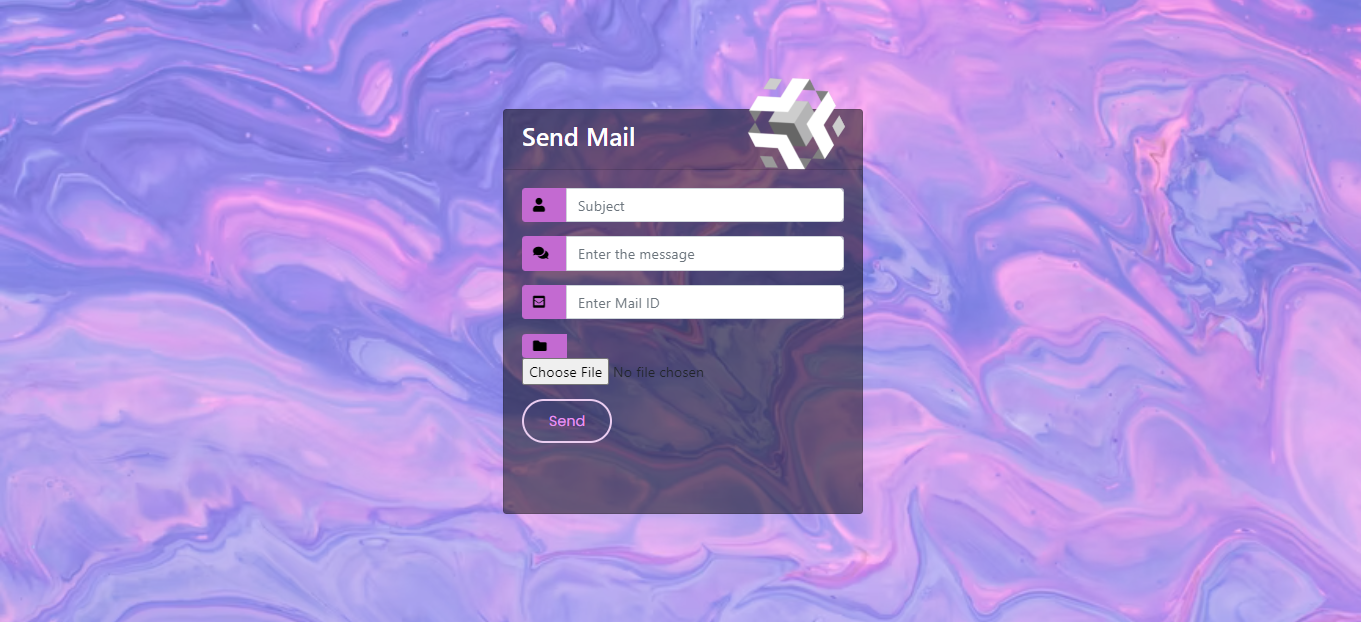 Send Mail
Subject
Enter the message
Enter Mail ID
Choose File No file chosen
Send